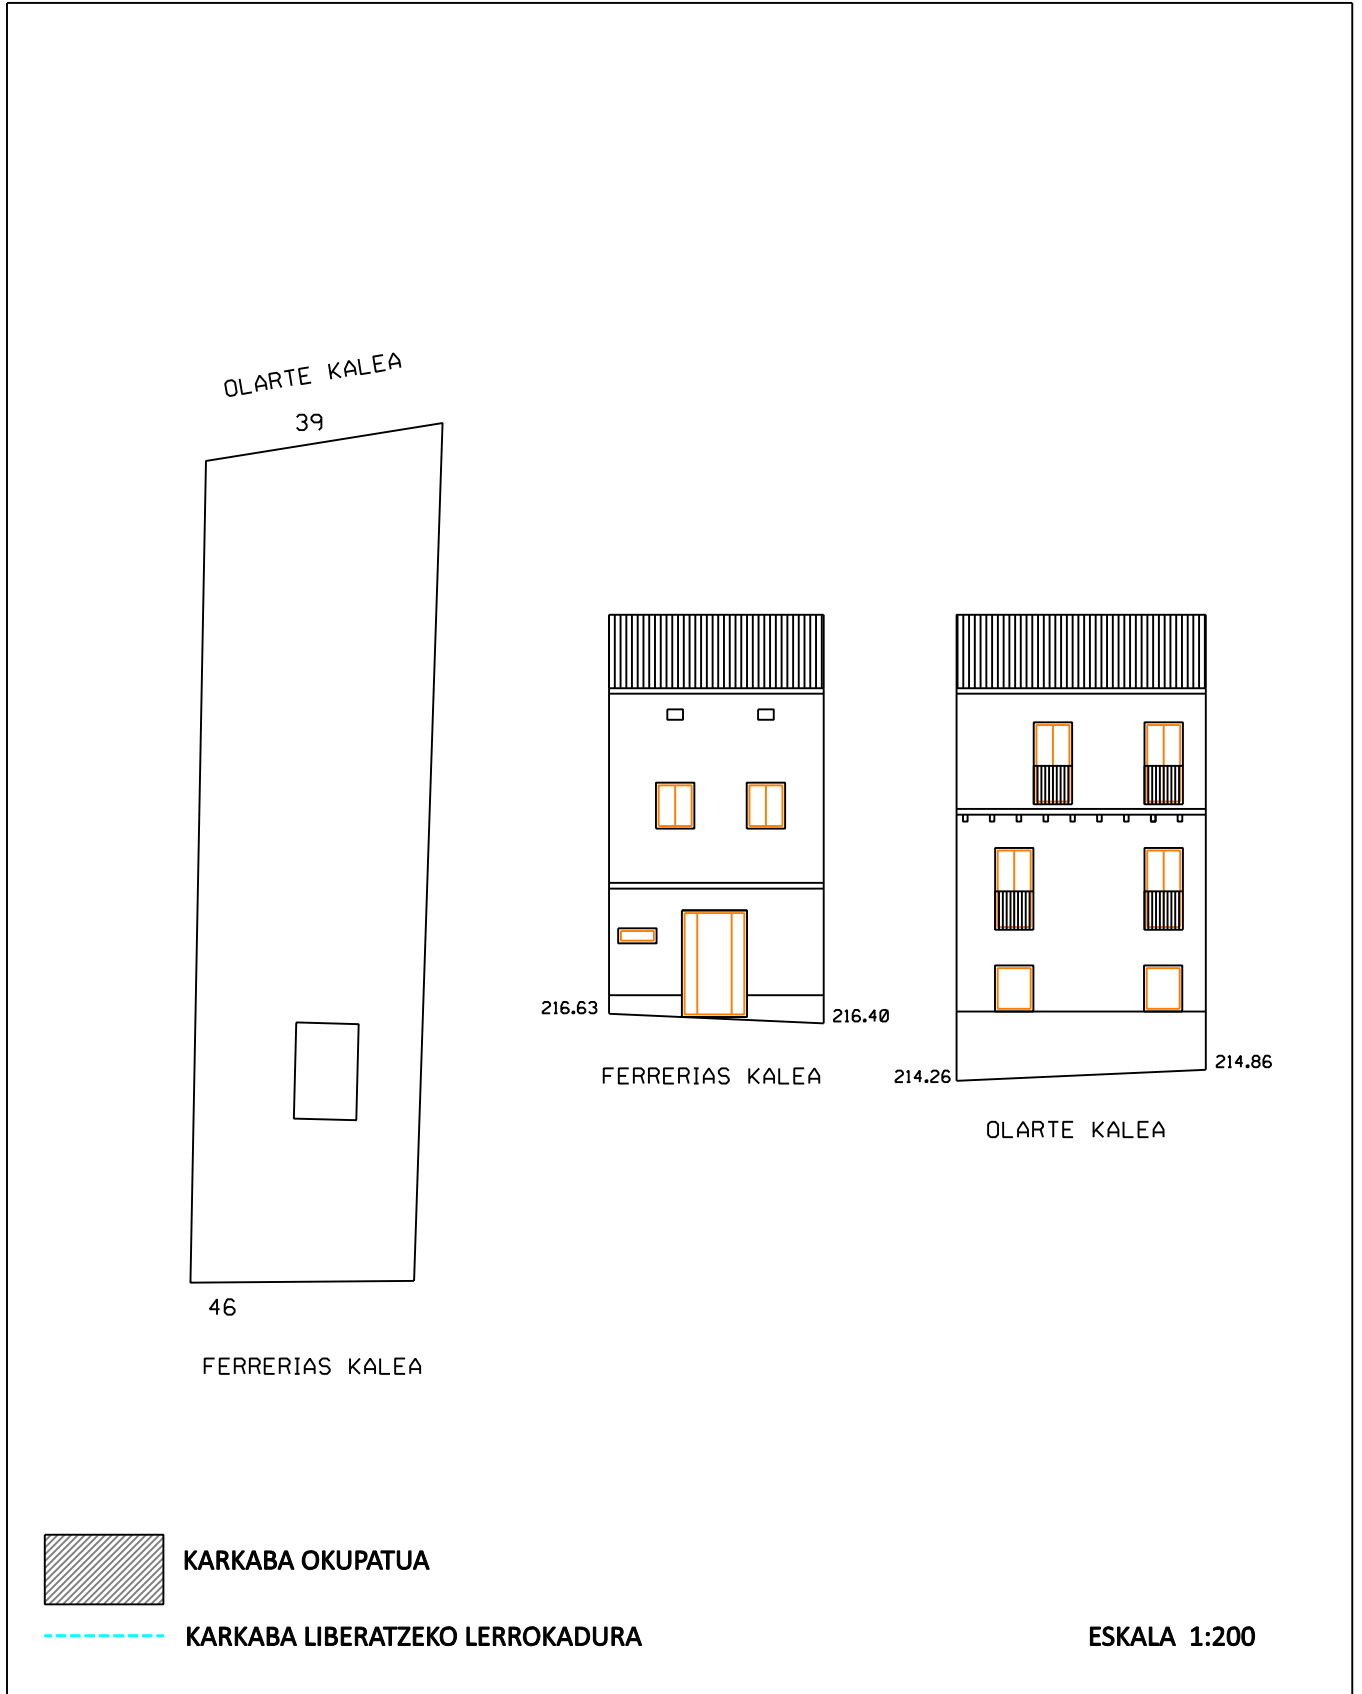 OLARTE KALEA
39
216.63
216.40
FERRERIAS KALEA
214.26
214.86
OLARTE KALEA
46
FERRERIAS KALEA
KARKABA OKUPATUA
KARKABA LIBERATZEKO LERROKADURA
ESKALA 1:200